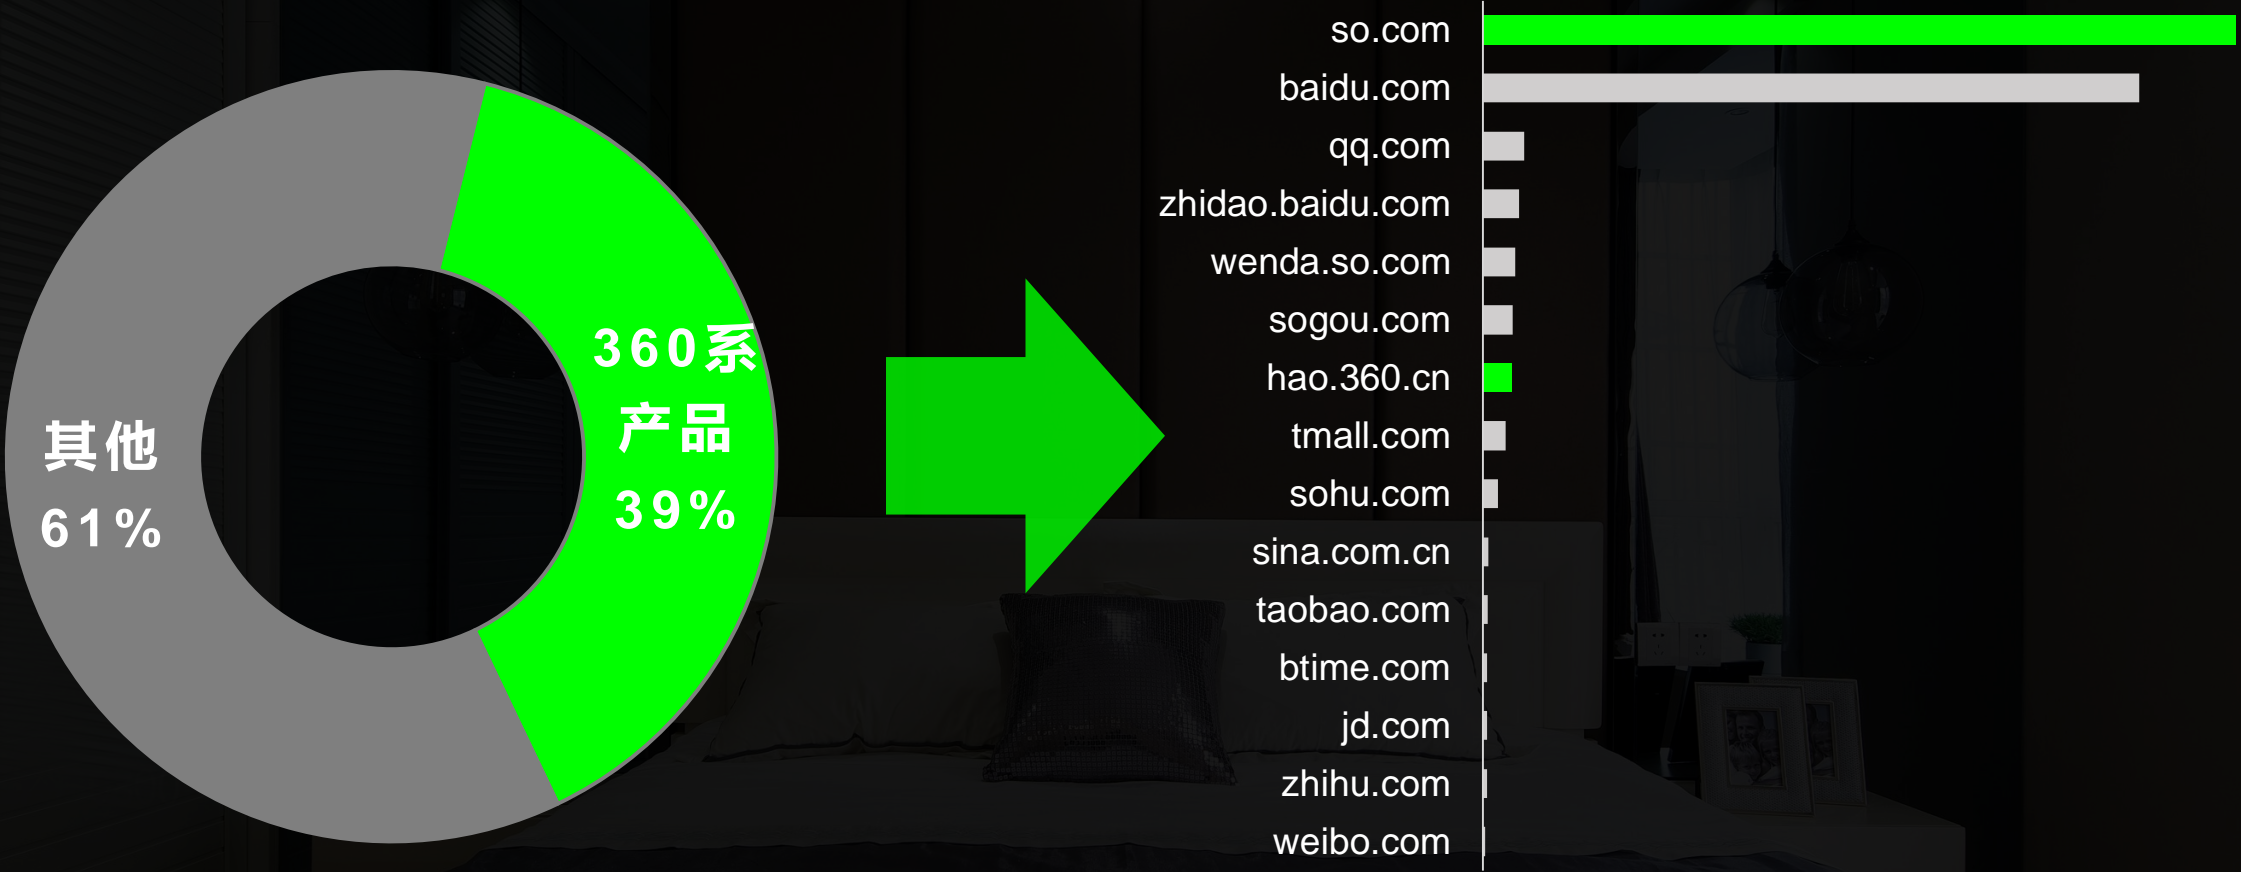 其他
61%
360系
产品
39%
so.com
baidu.com
qq.com
zhidao.baidu.com
wenda.so.com
sogou.com
hao.360.cn
tmall.com
sohu.com
sina.com.cn
taobao.com
btime.com
jd.com
zhihu.com
weibo.com